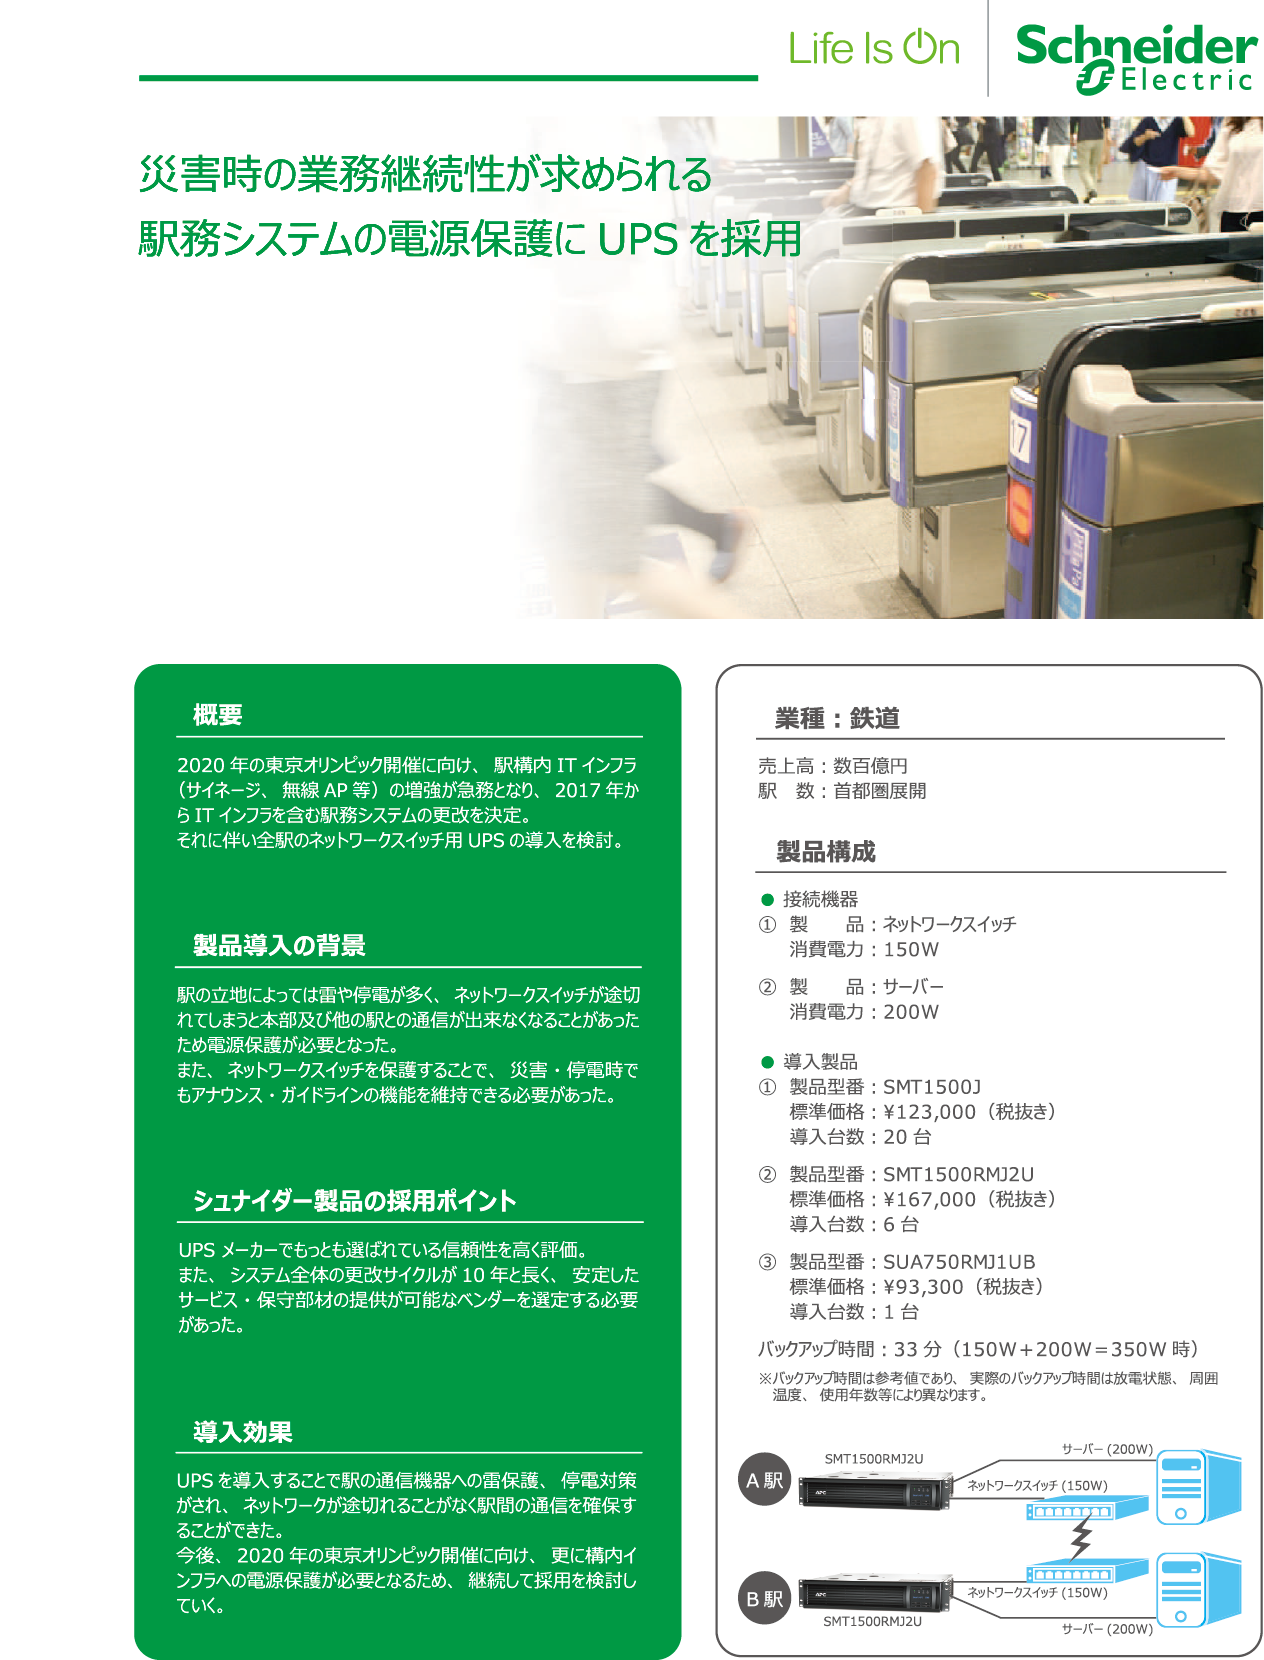 Life Is On
Schneider
Electric
災害時の業務継続性が求められる
駅務システムの電源保護に UPS を採用
17
PiTaPa
概要
2020 年の東京オリンピック開催に向け、 駅構内 IT インフラ
（サイネージ、 無線 AP 等）の増強が急務となり、 2017 年か
ら IT インフラを含む駅務システムの更改を決定。
それに伴い全駅のネットワークスイッチ用 UPS の導入を検討。
製品導入の背景
駅の立地によっては雷や停電が多く、 ネットワークスイッチが途切
れてしまうと本部及び他の駅との通信が出来なくなることがあった
ため電源保護が必要となった。
また、 ネットワークスイッチを保護することで、 災害・停電時で
もアナウンス・ガイドラインの機能を維持できる必要があった。
シュナイダー製品の採用ポイント
UPS メーカーでもっとも選ばれている信頼性を高く評価。
また、 システム全体の更改サイクルが 10 年と長く、 安定した
サービス・保守部材の提供が可能なベンダーを選定する必要
があった。
導入効果
UPS を導入することで駅の通信機器への雷保護、 停電対策
がされ、 ネットワークが途切れることがなく駅間の通信を確保す
ることができた。
今後、 2020 年の東京オリンピック開催に向け、 更に構内イ
ンフラへの電源保護が必要となるため、 継続して採用を検討し
ていく。
業種：鉄道
売上高：数百億円
駅　数：首都圏展開
製品構成
● 接続機器
① 製　　品：ネットワークスイッチ
消費電力：150W
② 製　　品：サーバー
消費電力：200W
● 導入製品
① 製品型番：SMT1500J
標準価格：¥123,000（税抜き）
導入台数：20 台
② 製品型番：SMT1500RMJ2U
標準価格：¥167,000（税抜き）
導入台数：6 台
③ 製品型番：SUA750RMJ1UB
標準価格：¥93,300（税抜き）
導入台数：1 台
バックアップ時間：33 分（150W＋200W＝350W 時）
※バックアップ時間は参考値であり、 実際のバックアップ時間は放電状態、 周囲
温度、 使用年数等により異なります。
A 駅
SMT1500RMJ2U
APC
サーバー (200W)
ネットワークスイッチ (150W)
B 駅
APC
SMT1500RMJ2U
ネットワークスイッチ (150W)
サーバー (200W)